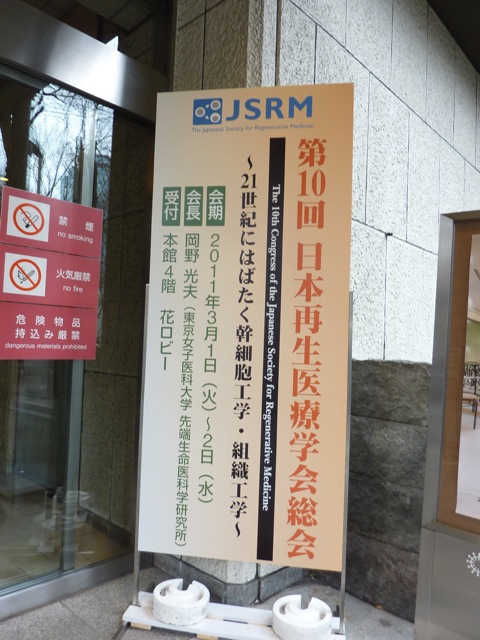 JSRM
The Japanese Society for Regenerative Medicine
第10回 日本再生医療学会総会
The 10th Congress of the Japanese Society for Regenerative Medicine
～21世紀にはばたく幹細胞工学・組織工学～
会期 2011年3月1日（火）～2日（水）
会長 岡野 光夫（東京女子医科大学 先端生命医科学研究所）
受付 本館4階 花ロビー
禁煙
no smoking
火気厳禁
no fire
危険物品
持込み厳禁
dangerous materials prohibited